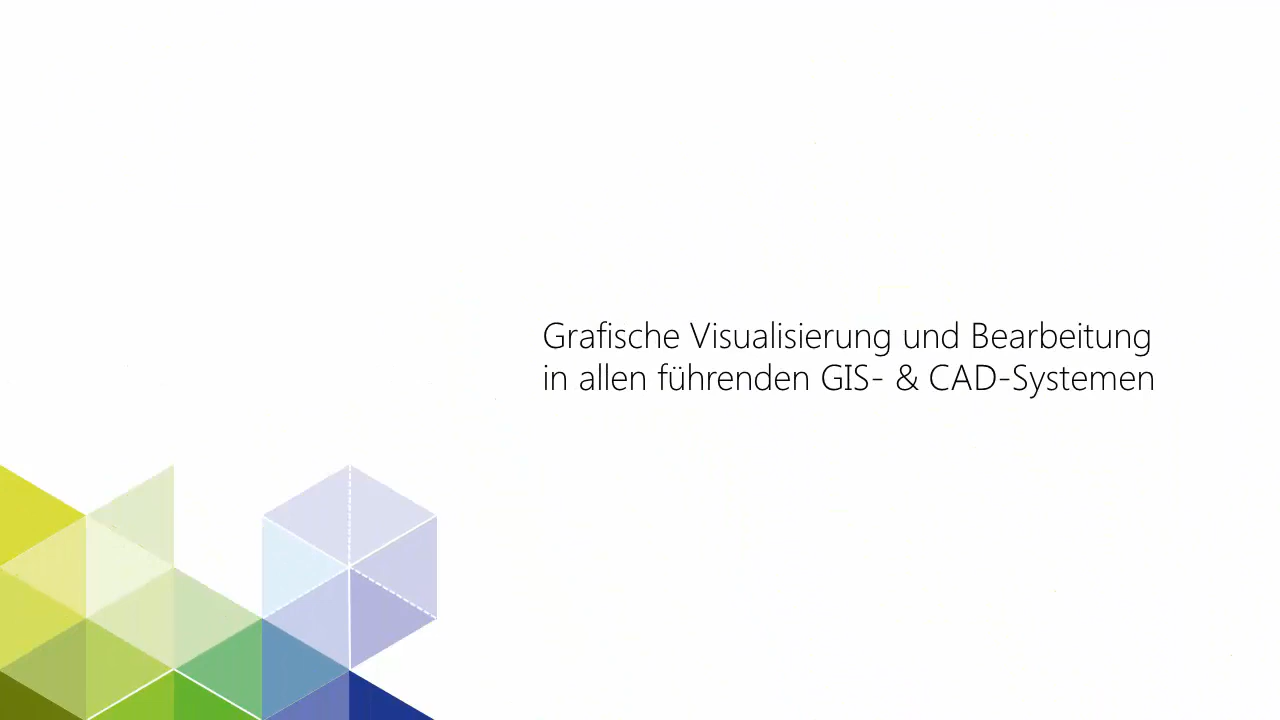 Grafische Visualisierung und Bearbeitung
in allen führenden GIS- & CAD-Systemen